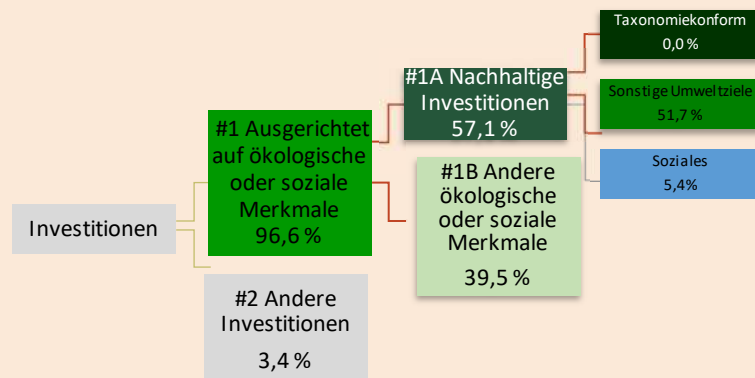 Investitionen
#1 Ausgerichtet
auf ökologische
oder soziale
Merkmale
96,6 %
#2 Andere
Investitionen
3,4 %
#1A Nachhaltige
Investitionen
57,1 %
#1B Andere
ökologische
oder soziale
Merkmale
39,5 %
Taxonomiekonform
0,0 %
Sonstige Umweltziele
51,7 %
Soziales
5,4%